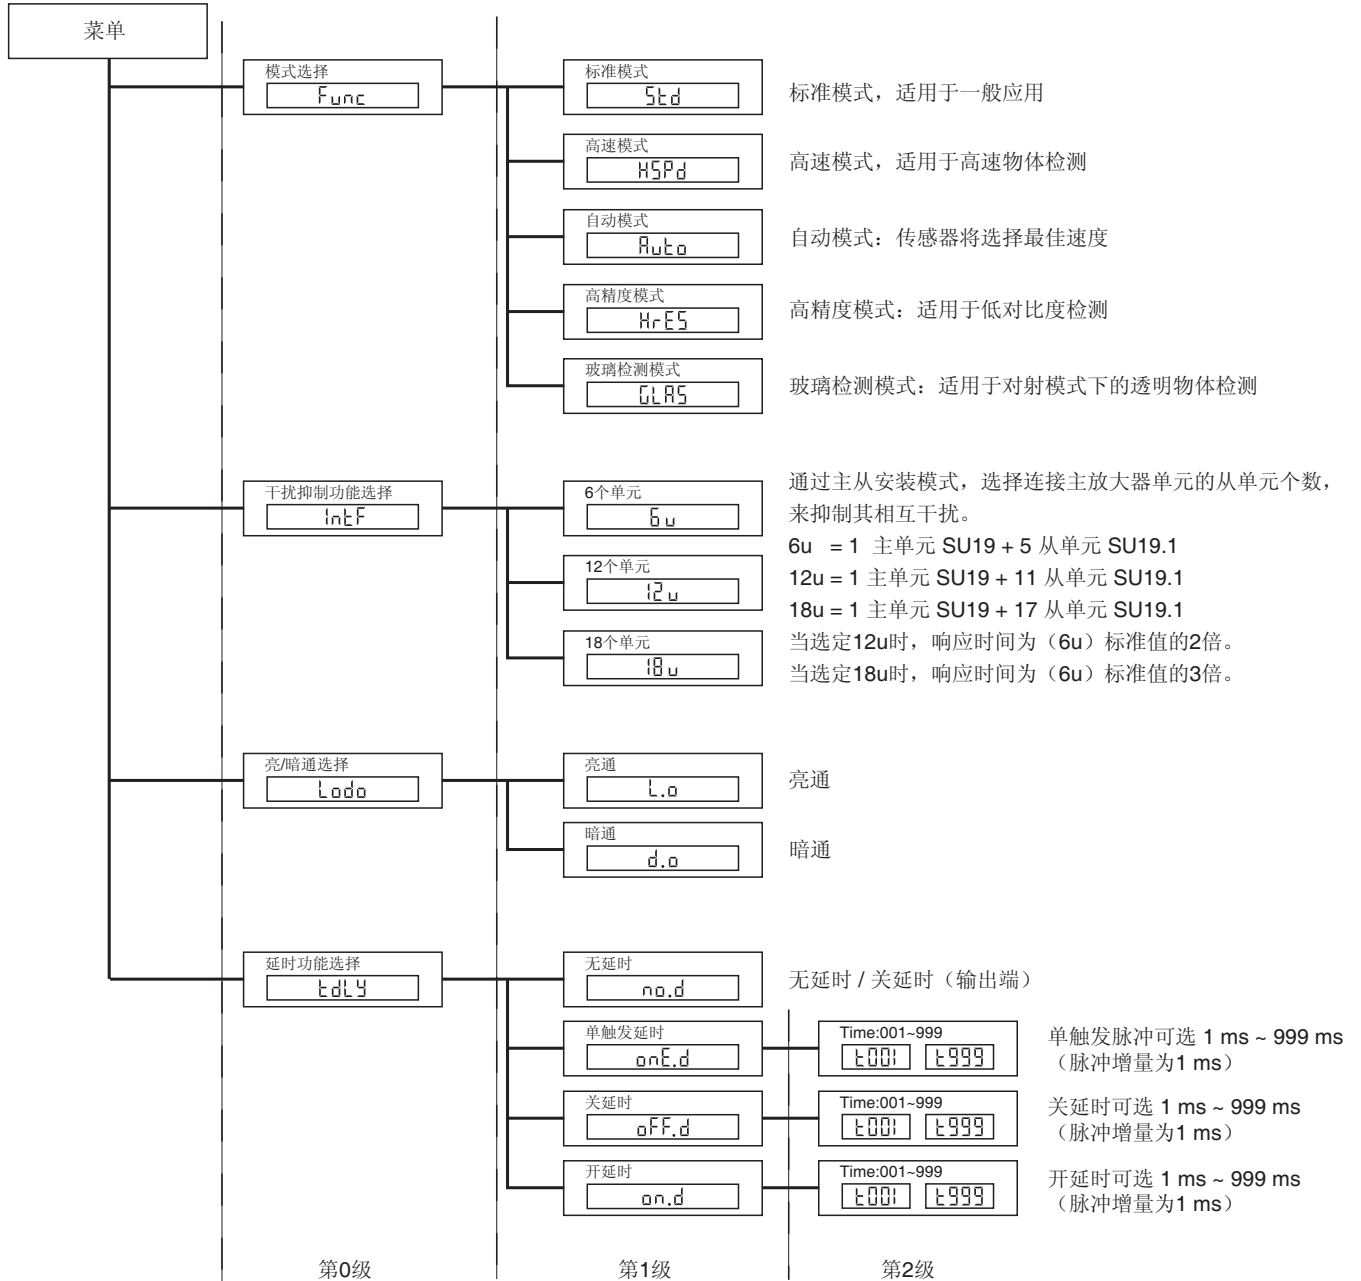 菜单
模式选择
Func
标准模式
Std
标准模式，适用于一般应用
高速模式
HSPd
高速模式，适用于高速物体检测
自动模式
Auto
自动模式：传感器将选择最佳速度
高精度模式
HrES
高精度模式：适用于低对比度检测
玻璃检测模式
GLAS
玻璃检测模式：适用于对射模式下的透明物体检测
干扰抑制功能选择
IntF
6个单元
6u
12个单元
12u
18个单元
18u
通过主从安装模式，选择连接主放大器单元的从单元个数，
来抑制其相互干扰。
6u = 1 主单元 SU19 + 5 从单元 SU19.1
12u = 1 主单元 SU19 + 11 从单元 SU19.1
18u = 1 主单元 SU19 + 17 从单元 SU19.1
当选定12u时，响应时间为（6u）标准值的2倍。
当选定18u时，响应时间为（6u）标准值的3倍。
亮/暗通选择
Lodo
亮通
L.o
亮通
暗通
d.o
暗通
延时功能选择
tdLY
无延时
no.d
无延时 / 关延时（输出端）
单触发延时
onE.d
Time:001~999
t001 t999
单触发脉冲可选 1 ms ~ 999 ms
（脉冲增量为1 ms）
关延时
oFF.d
Time:001~999
t001 t999
关延时可选 1 ms ~ 999 ms
（脉冲增量为1 ms）
开延时
on.d
Time:001~999
t001 t999
开延时可选 1 ms ~ 999 ms
（脉冲增量为1 ms）
第0级
第1级
第2级